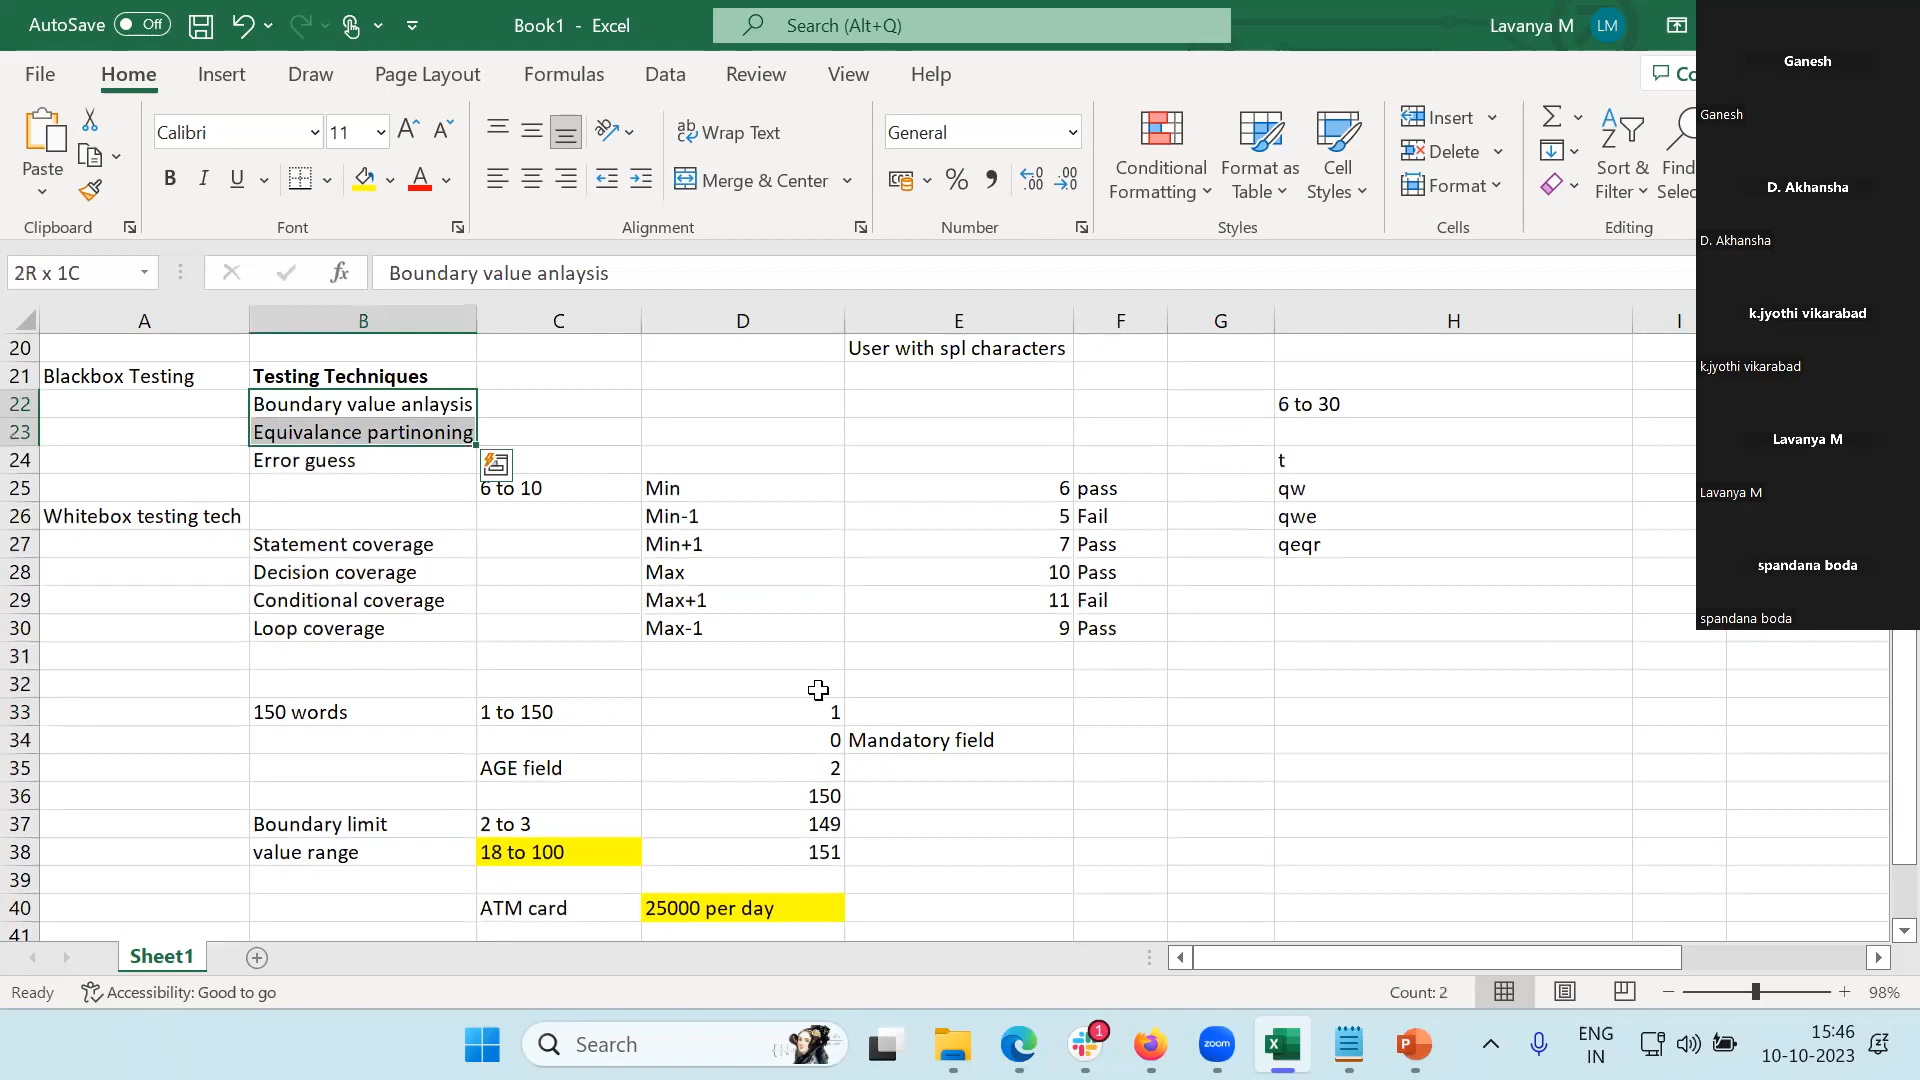 AutoSave Off Book1 - Excel Search (Alt+Q) Lavanya M LM
File Home Insert Draw Page Layout Formulas Data Review View Help Co
Paste Calibri 11 Wrap Text General Conditional Formatting Format as Table Cell Styles Insert Sort & Filter Find
B I U Merge & Center Delete
Format
Clipboard Font Alignment Number Styles Cells Editing
2R x 1C fx Boundary value anlaysis
A B C D E F G H I
20 User with spl characters
21 Blackbox Testing Testing Techniques
22 Boundary value anlaysis 6 to 30
23 Equivalance partinoning
24 Error guess t
25 6 to 10 Min 6 pass qw
26 Whitebox testing tech Min-1 5 Fail qwe
27 Statement coverage Min+1 7 Pass qeqr
28 Decision coverage Max 10 Pass
29 Conditional coverage Max+1 11 Fail
30 Loop coverage Max-1 9 Pass
31
32
33 150 words 1 to 150 1
34 0 Mandatory field
35 AGE field 2
36 150
37 Boundary limit 2 to 3 149
38 value range 18 to 100 151
39
40 ATM card 25000 per day
41
Sheet1
Ready Accessibility: Good to go Count: 2 98%
Search 1 zoom ENG IN 15:46 10-10-2023
Ganesh
Ganesh
D. Akhansha
D. Akhansha
k.jyothi vikarabad
k.jyothi vikarabad
Lavanya M
Lavanya M
spandana boda
spandana boda